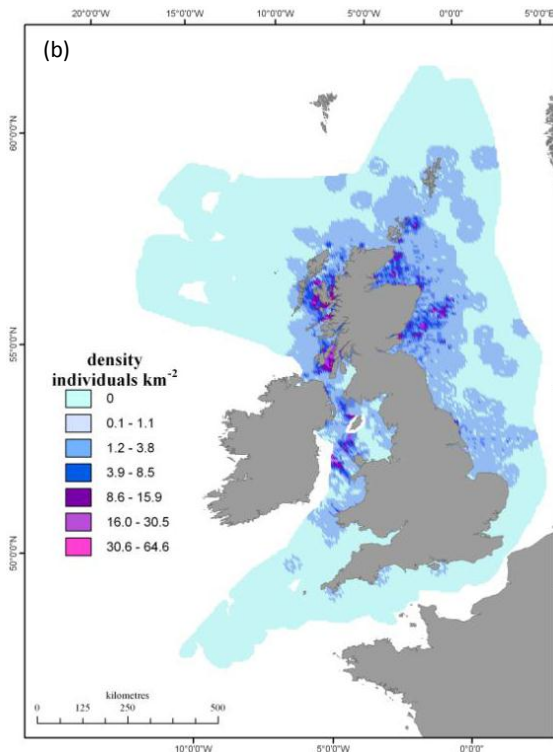 20°0'0"W 15°0'0"W 10°0'0"W 5°0'0"W 0°0'0" 5°0'0"E
(b)
60°0'0"N
55°0'0"N
50°0'0"N
density
individuals km⁻²
0
0.1 - 1.1
1.2 - 3.8
3.9 - 8.5
8.6 - 15.9
16.0 - 30.5
30.6 - 64.6
kilometres
0 125 250 500
10°0'0"W 5°0'0"W 0°0'0"